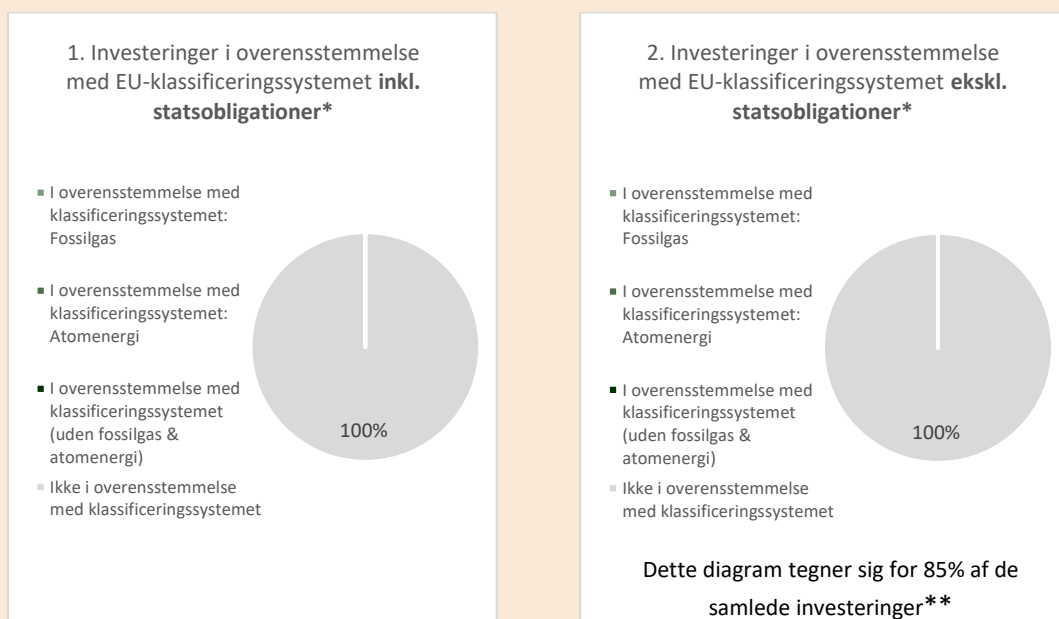 1. Investeringer i overensstemmelse
med EU-klassificeringssystemet inkl.
statsobligationer*
I overensstemmelse med
klassificeringssystemet:
Fossilgas
I overensstemmelse med
klassificeringssystemet:
Atomenergi
I overensstemmelse med
klassificeringssystemet
(uden fossilgas &
atomenergi)
Ikke i overensstemmelse
med klassificeringssystemet
100%
2. Investeringer i overensstemmelse
med EU-klassificeringssystemet ekskl.
statsobligationer*
I overensstemmelse med
klassificeringssystemet:
Fossilgas
I overensstemmelse med
klassificeringssystemet:
Atomenergi
I overensstemmelse med
klassificeringssystemet
(uden fossilgas &
atomenergi)
Ikke i overensstemmelse
med klassificeringssystemet
100%
Dette diagram tegner sig for 85% af de
samlede investeringer**